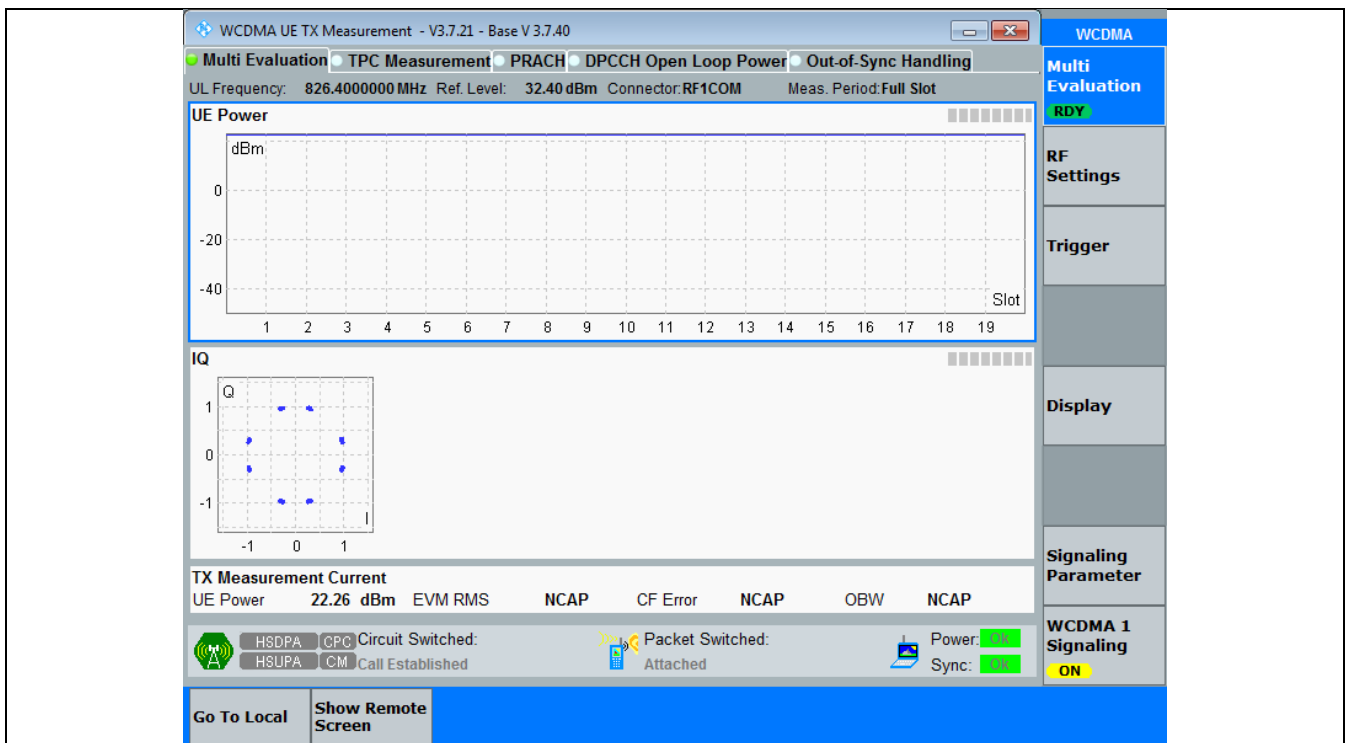 WCDMA UE TX Measurement - V3.7.21 - Base V 3.7.40
WCDMA
Multi Evaluation TPC Measurement PRACH DPCCH Open Loop Power Out-of-Sync Handling
UL Frequency: 826.4000000 MHz Ref. Level: 32.40 dBm Connector: RF1COM Meas. Period: Full Slot
Multi
Evaluation
RDY
UE Power
dBm
0
-20
-40
Slot
1 2 3 4 5 6 7 8 9 10 11 12 13 14 15 16 17 18 19
RF
Settings
Trigger
IQ
Q
1
0
-1
I
-1 0 1
Display
TX Measurement Current
UE Power 22.26 dBm EVM RMS NCAP CF Error NCAP OBW NCAP
Signaling
Parameter
HSDPA CPC Circuit Switched: Packet Switched: Power: Ok
HSUPA CM Call Established Attached Sync: Ok
WCDMA 1
Signaling
ON
Go To Local
Show Remote
Screen